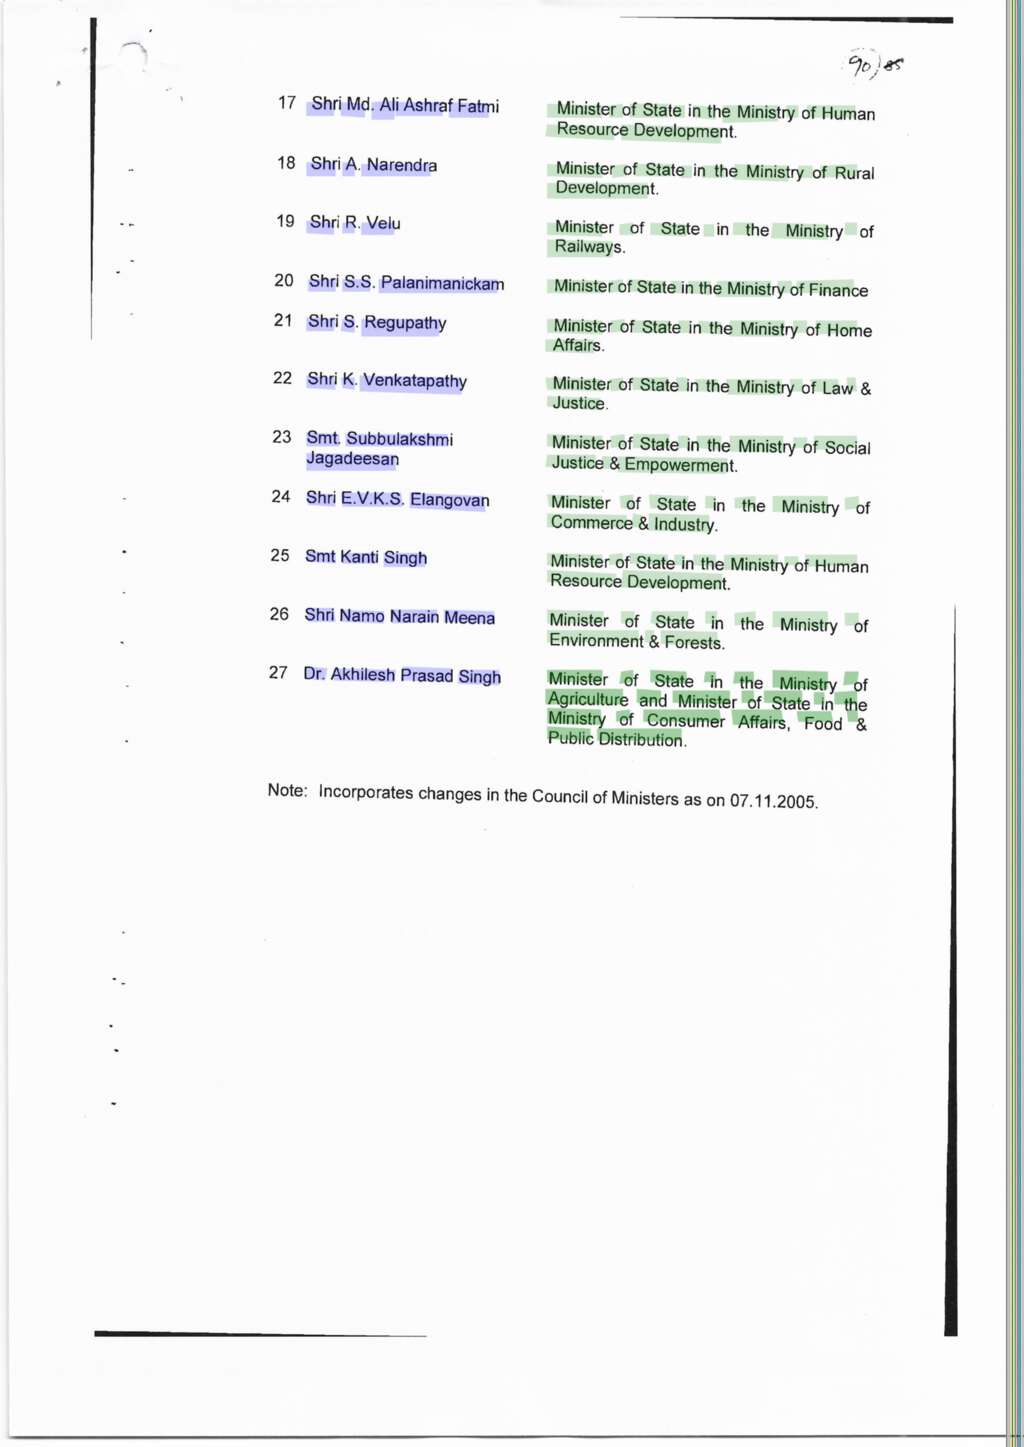 90) 85
17 Shri Md. Ali Ashraf Fatmi Minister of State in the Ministry of Human
Resource Development.
18 Shri A. Narendra Minister of State in the Ministry of Rural
Development.
19 Shri R. Velu Minister of State in the Ministry of
Railways.
20 Shri S.S. Palanimanickam Minister of State in the Ministry of Finance
21 Shri S. Regupathy Minister of State in the Ministry of Home
Affairs.
22 Shri K. Venkatapathy Minister of State in the Ministry of Law &
Justice.
23 Smt. Subbulakshmi Minister of State in the Ministry of Social
Jagadeesan Justice & Empowerment.
24 Shri E.V.K.S. Elangovan Minister of State in the Ministry of
Commerce & Industry.
25 Smt Kanti Singh Minister of State in the Ministry of Human
Resource Development.
26 Shri Namo Narain Meena Minister of State in the Ministry of
Environment & Forests.
27 Dr. Akhilesh Prasad Singh Minister of State in the Ministry of
Agriculture and Minister of State in the
Ministry of Consumer Affairs, Food &
Public Distribution.
Note: Incorporates changes in the Council of Ministers as on 07.11.2005.